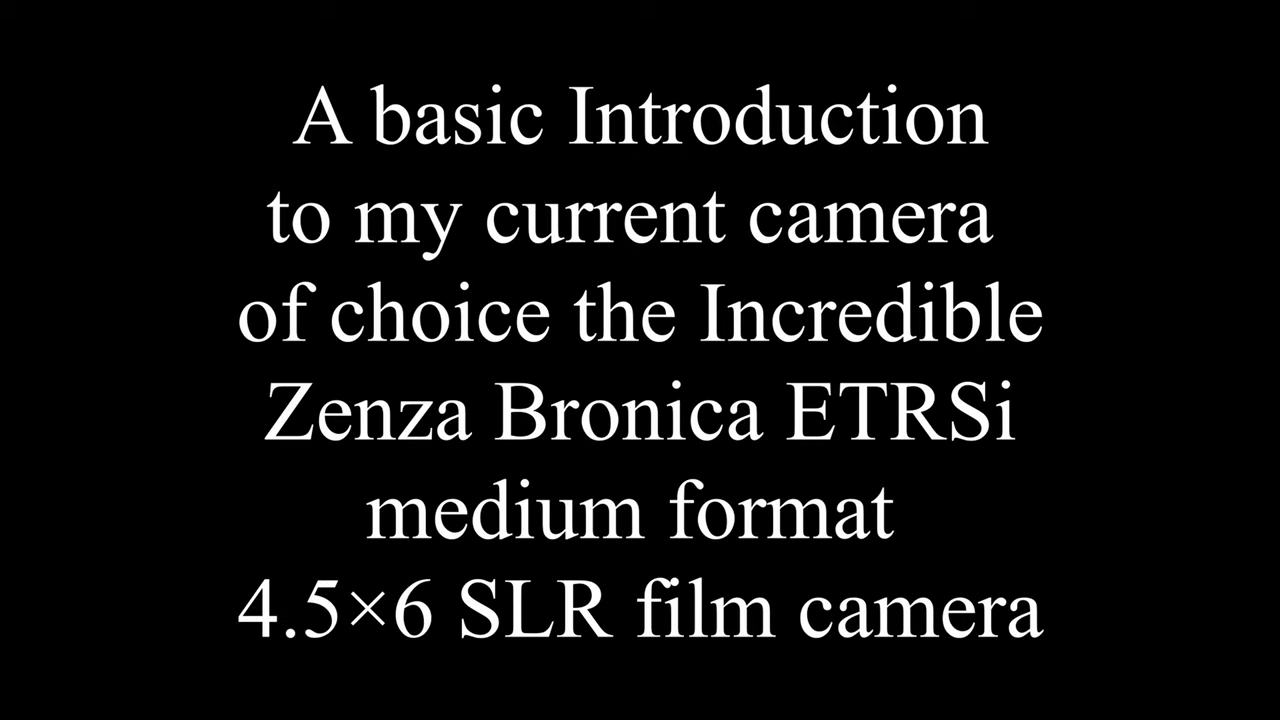 A basic Introduction
to my current camera
of choice the Incredible
Zenza Bronica ETRSi
medium format
4.5×6 SLR film camera